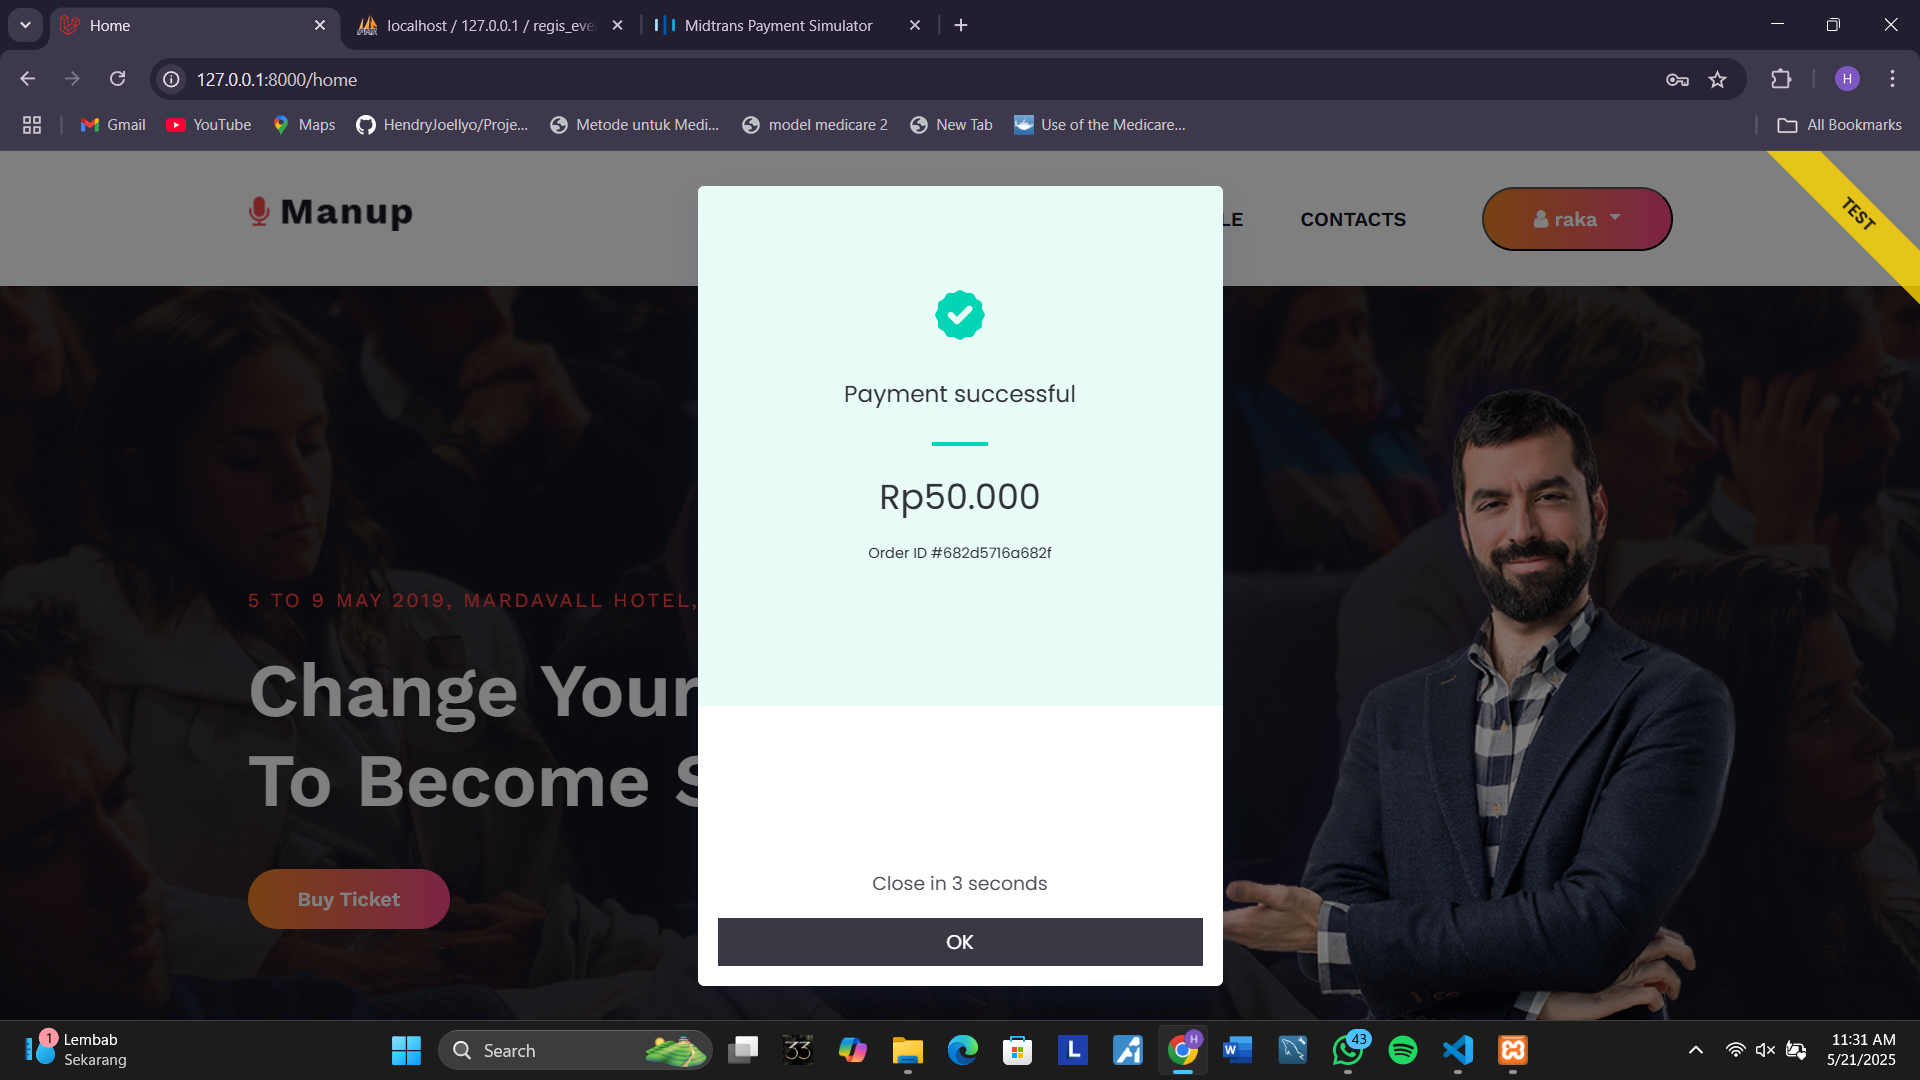 Home
localhost / 127.0.0.1 / regis_eve
Midtrans Payment Simulator
127.0.0.1:8000/home
H
Gmail
YouTube
Maps
HendryJoellyo/Proje...
Metode untuk Medi...
model medicare 2
New Tab
Use of the Medicare...
All Bookmarks
Manup
LE
CONTACTS
raka
TEST
Payment successful
Rp50.000
Order ID #682d5716a682f
5 TO 9 MAY 2019, MARDAVALL HOTEL,
Change Your
To Become S
Buy Ticket
Close in 3 seconds
OK
1
Lembab
Sekarang
Search
33
L
H
W
43
11:31 AM
5/21/2025